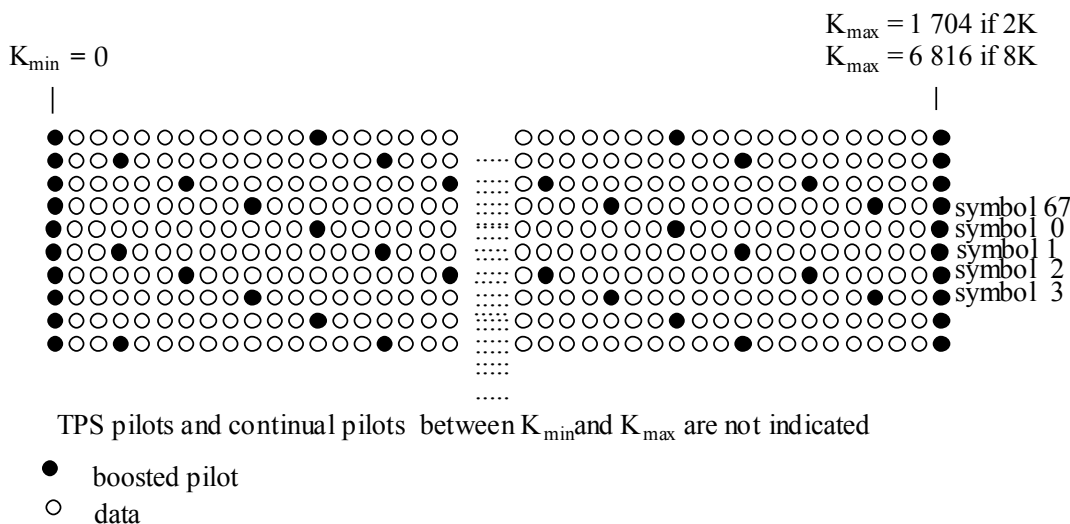 K_max = 1 704 if 2K
K_min = 0
K_max = 6 816 if 8K
symbol 67
symbol 0
symbol 1
symbol 2
symbol 3
TPS pilots and continual pilots between K_min and K_max are not indicated
boosted pilot
data